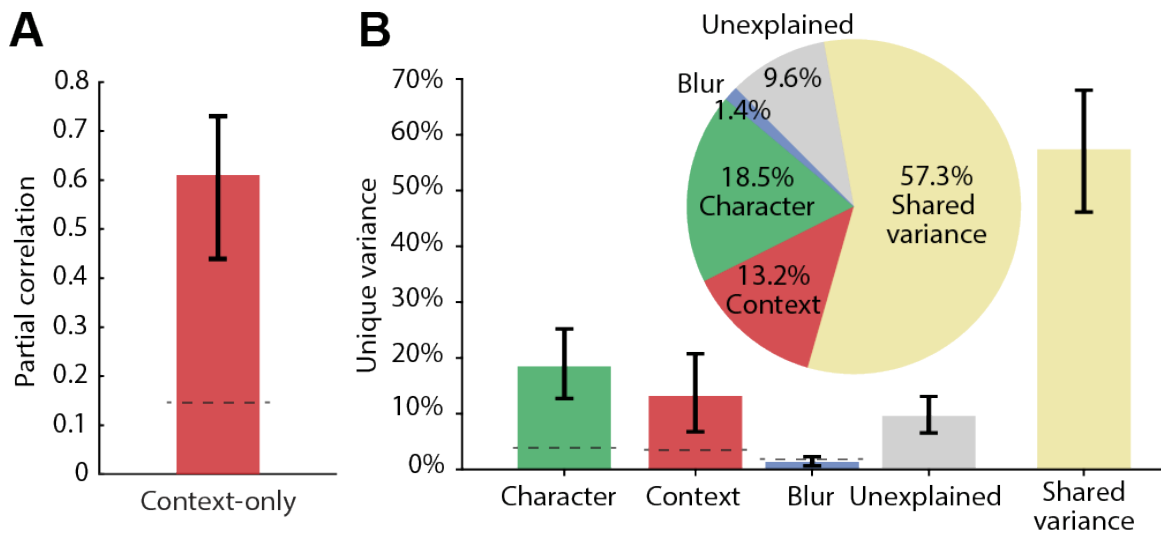 A
Partial correlation
0.8
0.7
0.6
0.5
0.4
0.3
0.2
0.1
0
Context-only
B
Unique variance
70%
60%
50%
40%
30%
20%
10%
0%
Character
Context
Blur
Unexplained
Shared
variance
Unexplained
9.6%
Blur
1.4%
18.5%
Character
13.2%
Context
57.3%
Shared
variance